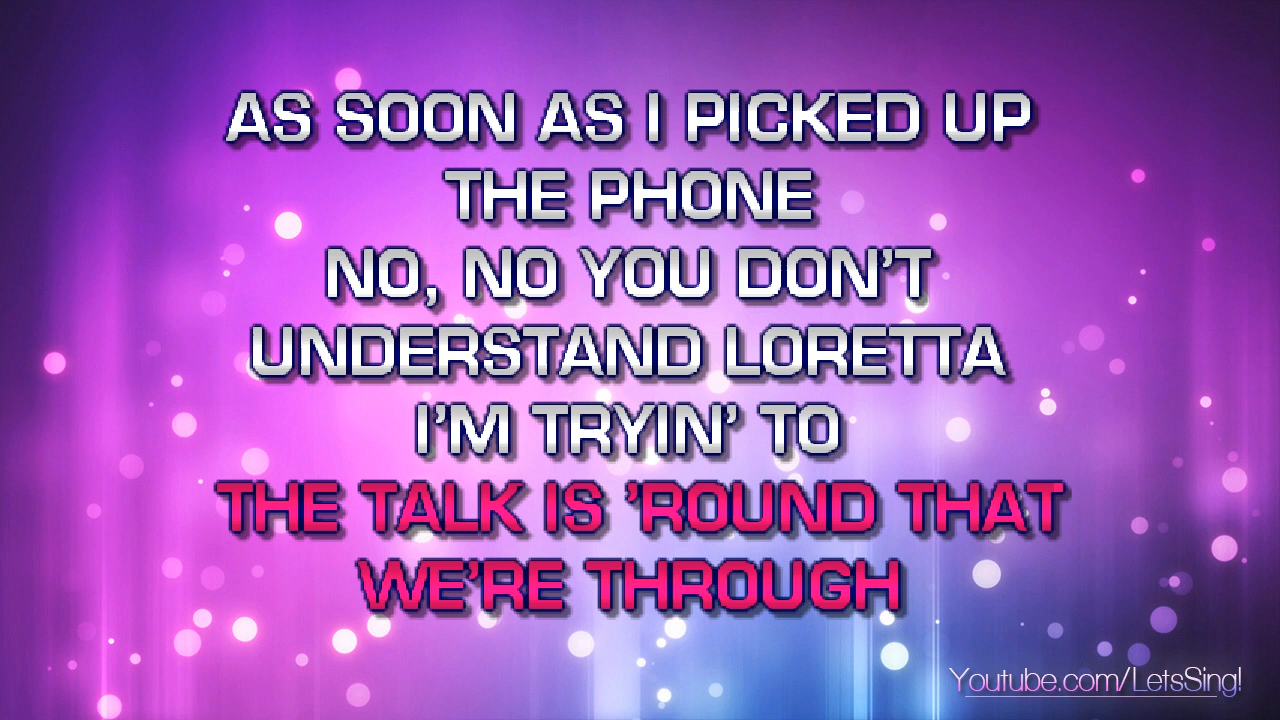 AS SOON AS I PICKED UP
THE PHONE
NO, NO YOU DON'T
UNDERSTAND LORETTA
I'M TRYIN' TO
THE TALK IS 'ROUND THAT
WE'RE THROUGH
Youtube.com/LetsSing!